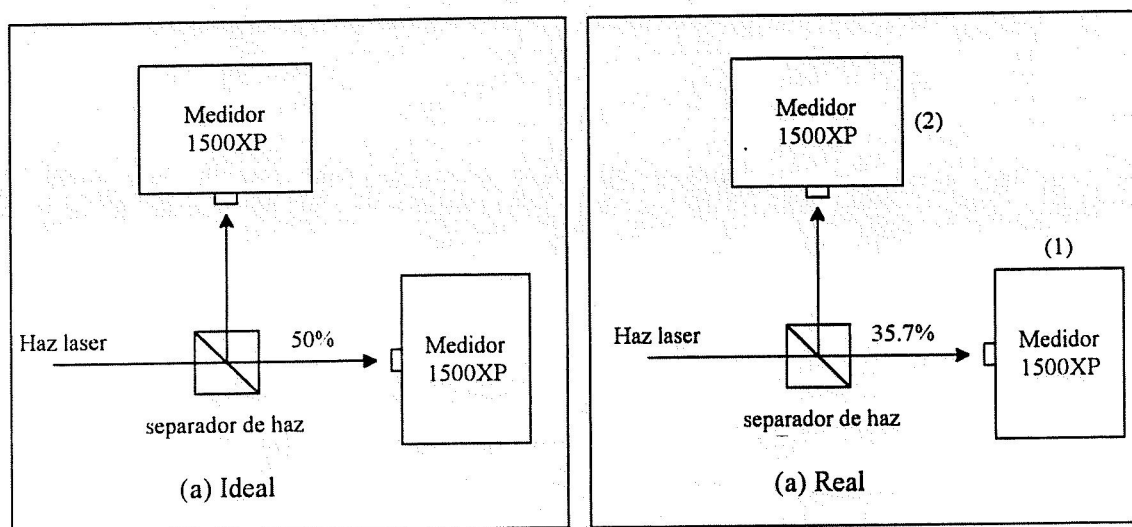 Medidor
1500XP
Haz laser
50%
Medidor
1500XP
separador de haz
(a) Ideal
Medidor
1500XP
(2)
(1)
Haz laser
35.7%
Medidor
1500XP
separador de haz
(a) Real